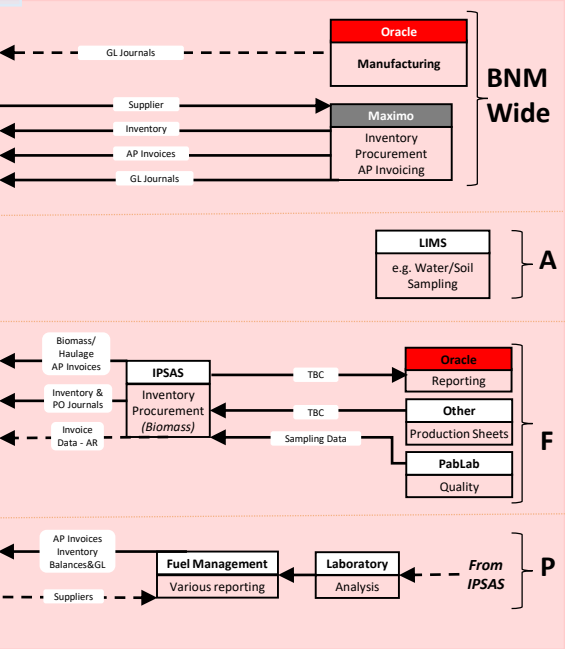 Oracle
GL Journals
Manufacturing
BNM
Wide
Supplier
Maximo
Inventory
AP Invoices
GL Journals
Inventory
Procurement
AP Invoicing
LIMS
e.g. Water/Soil
Sampling
A
Biomass/
Haulage
AP Invoices
IPSAS
TBC
Oracle
Reporting
Inventory &
PO Journals
Inventory
Procurement
(Biomass)
TBC
Other
Production Sheets
Invoice
Data - AR
Sampling Data
F
PabLab
Quality
AP Invoices
Inventory
Balances&GL
Fuel Management
Various reporting
Laboratory
Analysis
From
IPSAS
P
Suppliers